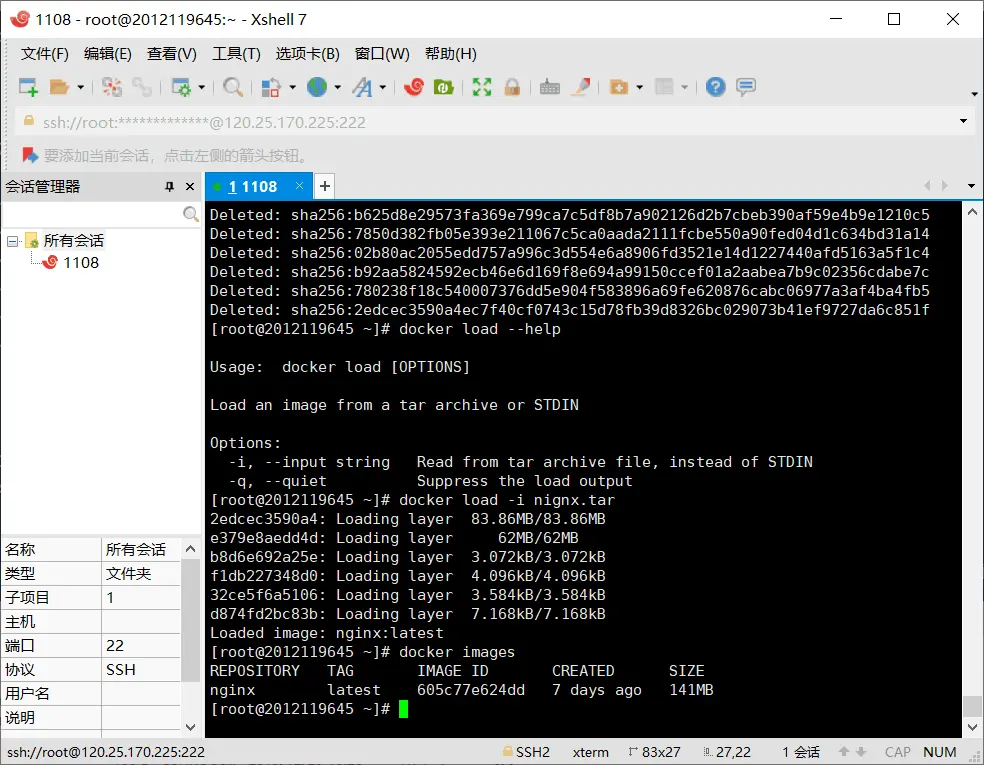 1108 - root@2012119645:~ - Xshell 7
文件(F) 编辑(E) 查看(V) 工具(T) 选项卡(B) 窗口(W) 帮助(H)
ssh://root:*************@120.25.170.225:222
要添加当前会话，点击左侧的箭头按钮。
会话管理器
1 1108
所有会话
1108
名称 所有会话
类型 文件夹
子项目 1
主机
端口 22
协议 SSH
用户名
说明
Deleted: sha256:b625d8e29573fa369e799ca7c5df8b7a902126d2b7cbeb390af59e4b9e1210c5
Deleted: sha256:7850d382fb05e393e211067c5ca0aada2111fcbe550a90fed04d1c634bd31a14
Deleted: sha256:02b80ac2055edd757a996c3d554e6a8906fd3521e14d1227440afd5163a5f1c4
Deleted: sha256:b92aa5824592ecb46e6d169f8e694a99150ccef01a2aabea7b9c02356cdabe7c
Deleted: sha256:780238f18c540007376dd5e904f583896a69fe620876cabc06977a3af4ba4fb5
Deleted: sha256:2edcec3590a4ec7f40cf0743c15d78fb39d8326bc029073b41ef9727da6c851f
[root@2012119645 ~]# docker load --help
Usage:  docker load [OPTIONS]
Load an image from a tar archive or STDIN
Options:
  -i, --input string   Read from tar archive file, instead of STDIN
  -q, --quiet          Suppress the load output
[root@2012119645 ~]# docker load -i nignx.tar
2edcec3590a4: Loading layer  83.86MB/83.86MB
e379e8aedd4d: Loading layer     62MB/62MB
b8d6e692a25e: Loading layer  3.072kB/3.072kB
f1db227348d0: Loading layer  4.096kB/4.096kB
32ce5f6a5106: Loading layer  3.584kB/3.584kB
d874fd2bc83b: Loading layer  7.168kB/7.168kB
Loaded image: nginx:latest
[root@2012119645 ~]# docker images
REPOSITORY   TAG       IMAGE ID       CREATED      SIZE
nginx        latest    605c77e624dd   7 days ago   141MB
[root@2012119645 ~]#
ssh://root@120.25.170.225:222 SSH2 xterm 83x27 27,22 1 会话 CAP NUM